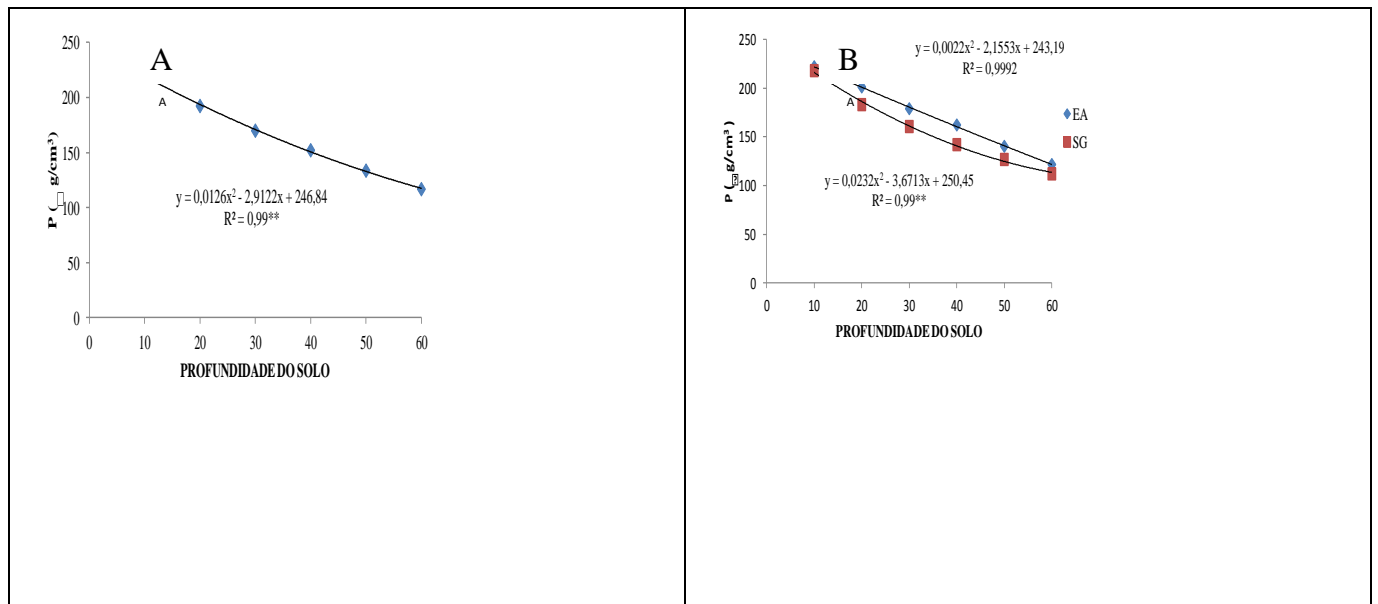 A
A
P (□ g/cm³)
250
200
150
100
50
0
y = 0,0126x² - 2,9122x + 246,84
R² = 0,99**
0 10 20 30 40 50 60
PROFUNDIDADE DO SOLO
B
A
P (□ g/cm³)
250
200
150
100
50
0
y = 0,0022x² - 2,1553x + 243,19
R² = 0,9992
EA
SG
y = 0,0232x² - 3,6713x + 250,45
R² = 0,99**
0 10 20 30 40 50 60
PROFUNDIDADE DO SOLO